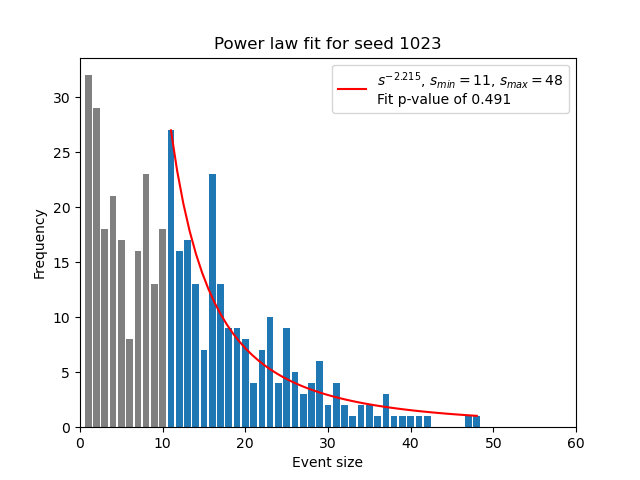 Power law fit for seed 1023
$s^{-2.215}$, $s_{min} = 11$, $s_{max} = 48$
Fit p-value of 0.491
Frequency
30
25
20
15
10
5
0
0 10 20 30 40 50 60
Event size